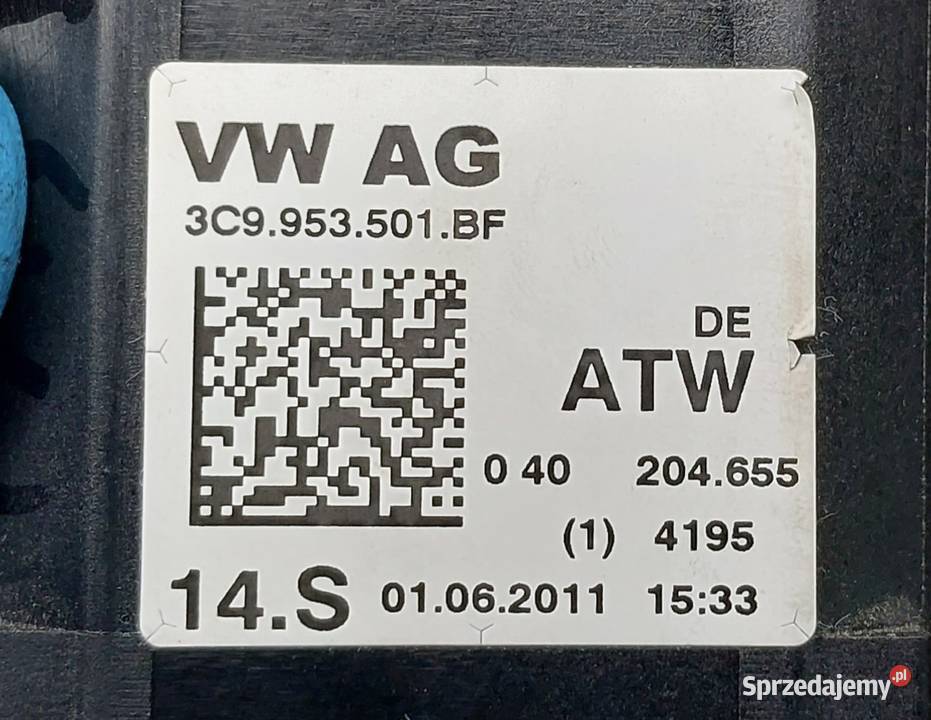 VW AG
3C9.953.501.BF
DE
ATW
0 40 204.655
(1) 4195
14.S 01.06.2011 15:33
Sprzedajemy.pl